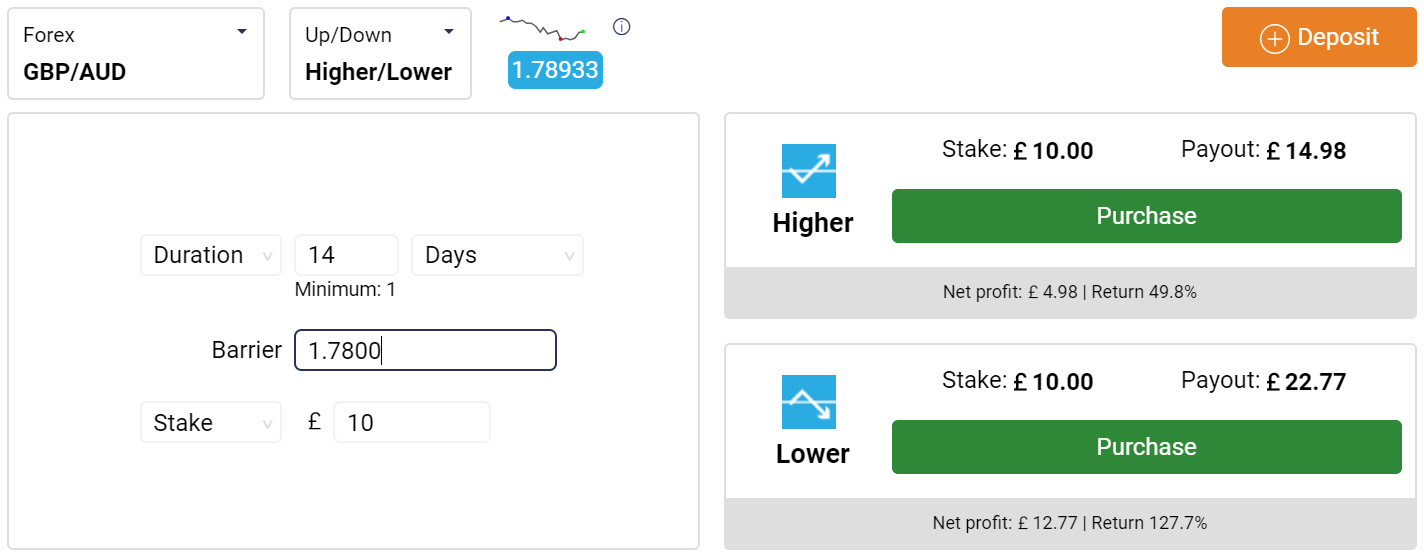 Forex
GBP/AUD
Up/Down
Higher/Lower
1.78933
Deposit
Duration 14 Days
Minimum: 1
Barrier 1.7800
Stake £ 10
Stake: £ 10.00 Payout: £ 14.98
Higher
Purchase
Net profit: £ 4.98 | Return 49.8%
Stake: £ 10.00 Payout: £ 22.77
Lower
Purchase
Net profit: £ 12.77 | Return 127.7%